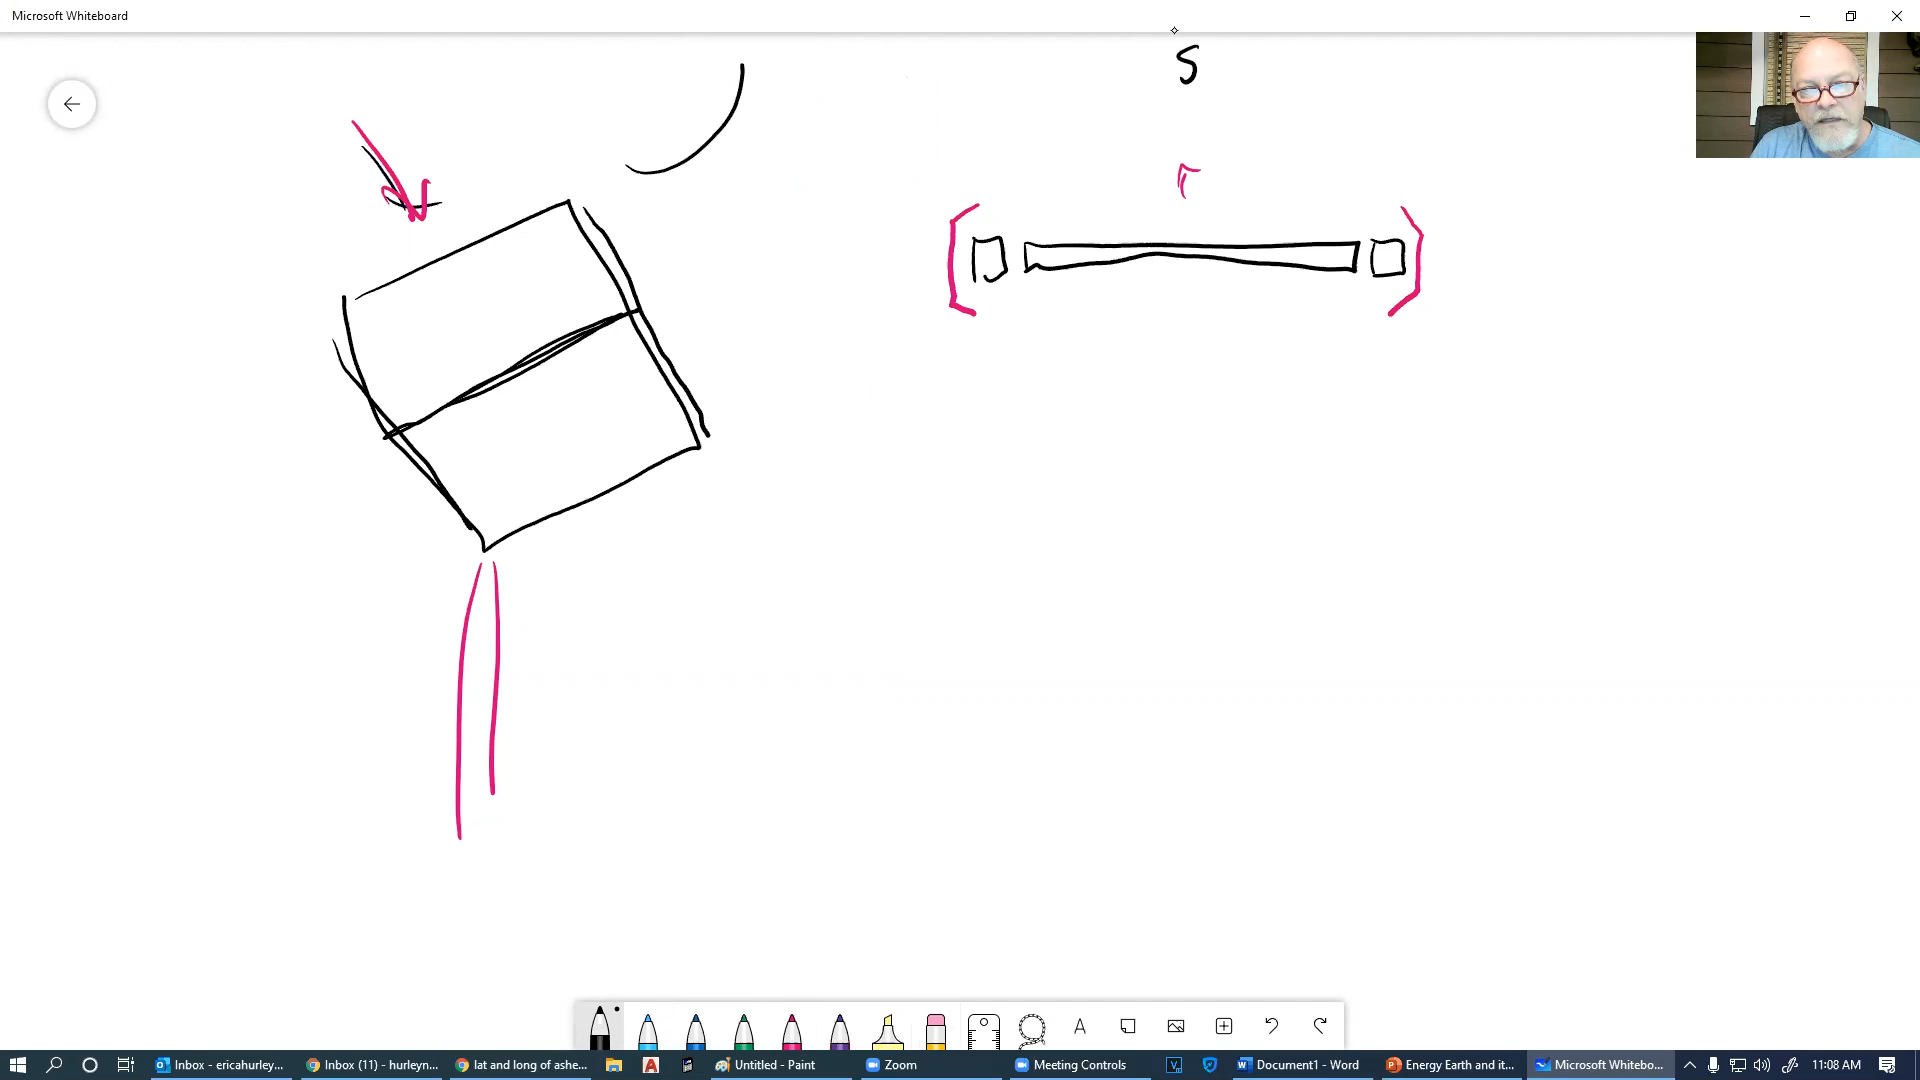 Microsoft Whiteboard
S
Inbox - ericahurley...
Inbox (11) - hurleyn...
lat and long of ashe...
Untitled - Paint
Zoom
Meeting Controls
Document1 - Word
Energy Earth and it...
Microsoft Whitebo...
11:08 AM